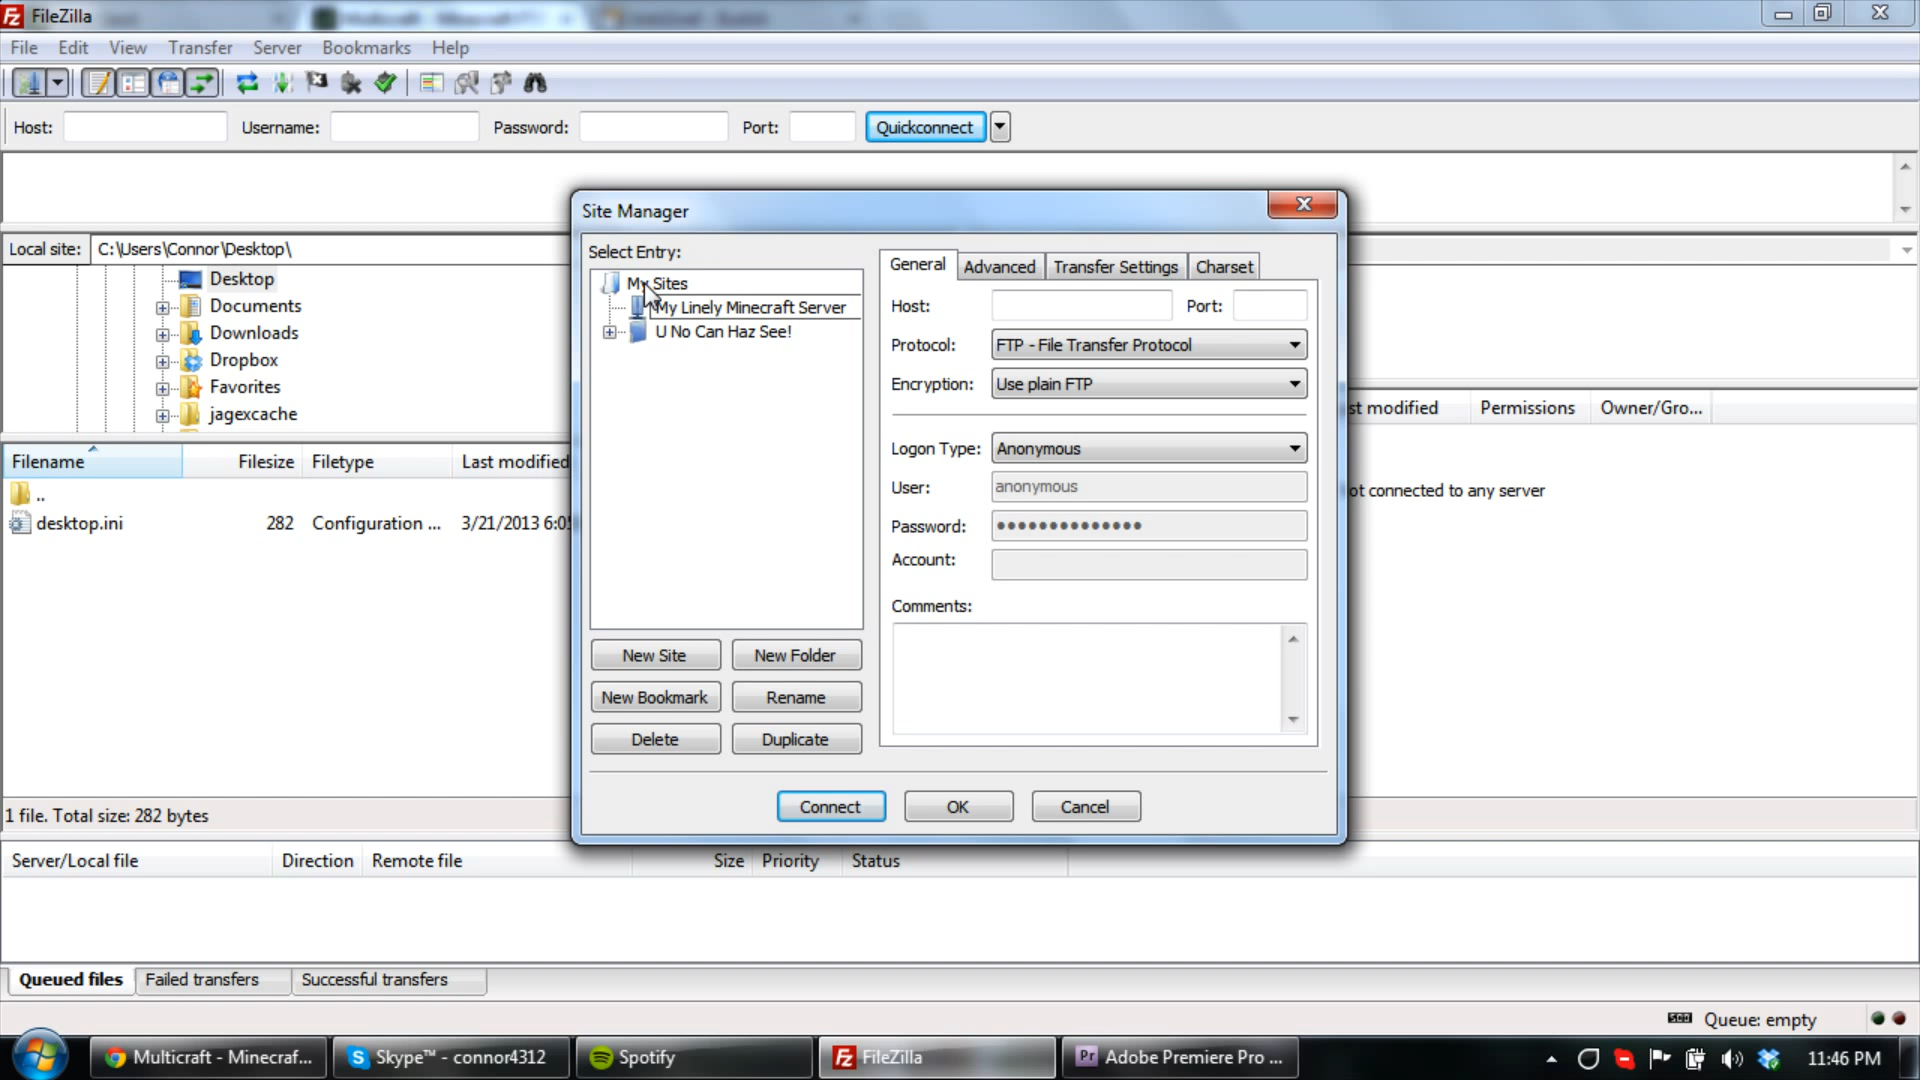 FileZilla
File Edit View Transfer Server Bookmarks Help
Host: Username: Password: Port: Quickconnect
Site Manager
Local site: C:\Users\Connor\Desktop\
Desktop
Documents
Downloads
Dropbox
Favorites
jagexcache
Select Entry:
My Sites
My Linely Minecraft Server
U No Can Haz See!
General Advanced Transfer Settings Charset
Host: Port:
Protocol: FTP - File Transfer Protocol
Encryption: Use plain FTP
Logon Type: Anonymous
User: anonymous
Password: ••••••••••••••
Account:
Comments:
New Site New Folder
New Bookmark Rename
Delete Duplicate
Connect OK Cancel
st modified Permissions Owner/Gro...
ot connected to any server
Filename Filesize Filetype Last modified
..
desktop.ini 282 Configuration ... 3/21/2013 6:0
1 file. Total size: 282 bytes
Server/Local file Direction Remote file Size Priority Status
Queued files Failed transfers Successful transfers
Queue: empty
Multicraft - Minecraf... Skype™ - connor4312 Spotify FileZilla Adobe Premiere Pro ... 11:46 PM